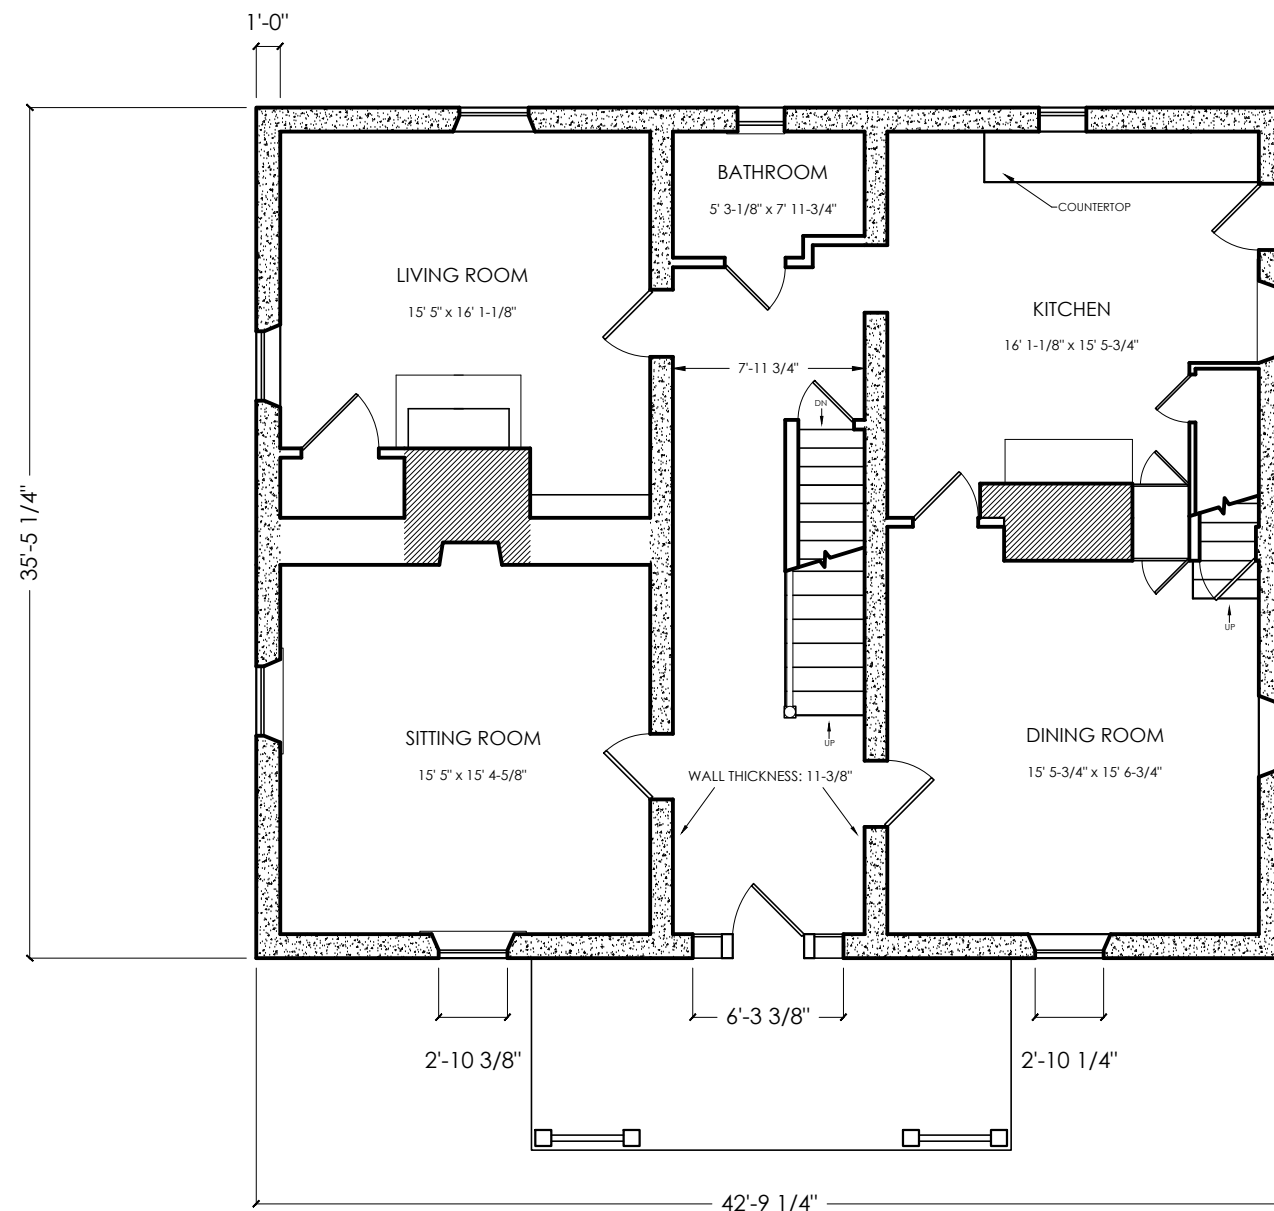 1'-0"
BATHROOM
5' 3-1/8" x 7' 11-3/4"
COUNTERTOP
LIVING ROOM
15' 5" x 16' 1-1/8"
KITCHEN
16' 1-1/8" x 15' 5-3/4"
7'-11 3/4"
DN
35'-5 1/4"
UP
SITTING ROOM
15' 5" x 15' 4-5/8"
DINING ROOM
15' 5-3/4" x 15' 6-3/4"
UP
WALL THICKNESS: 11-3/8"
6'-3 3/8"
2'-10 3/8"
2'-10 1/4"
42'-9 1/4"